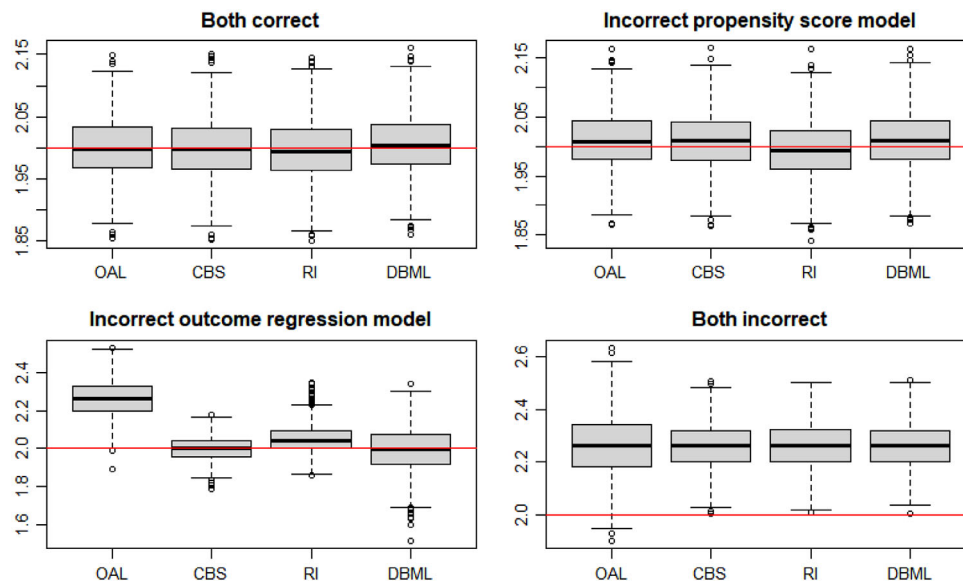 Both correct
2.15
2.05
1.95
1.85
OAL CBS RI DBML
Incorrect propensity score model
2.15
2.05
1.95
1.85
OAL CBS RI DBML
Incorrect outcome regression model
2.4
2.2
2.0
1.8
1.6
OAL CBS RI DBML
Both incorrect
2.6
2.4
2.2
2.0
OAL CBS RI DBML